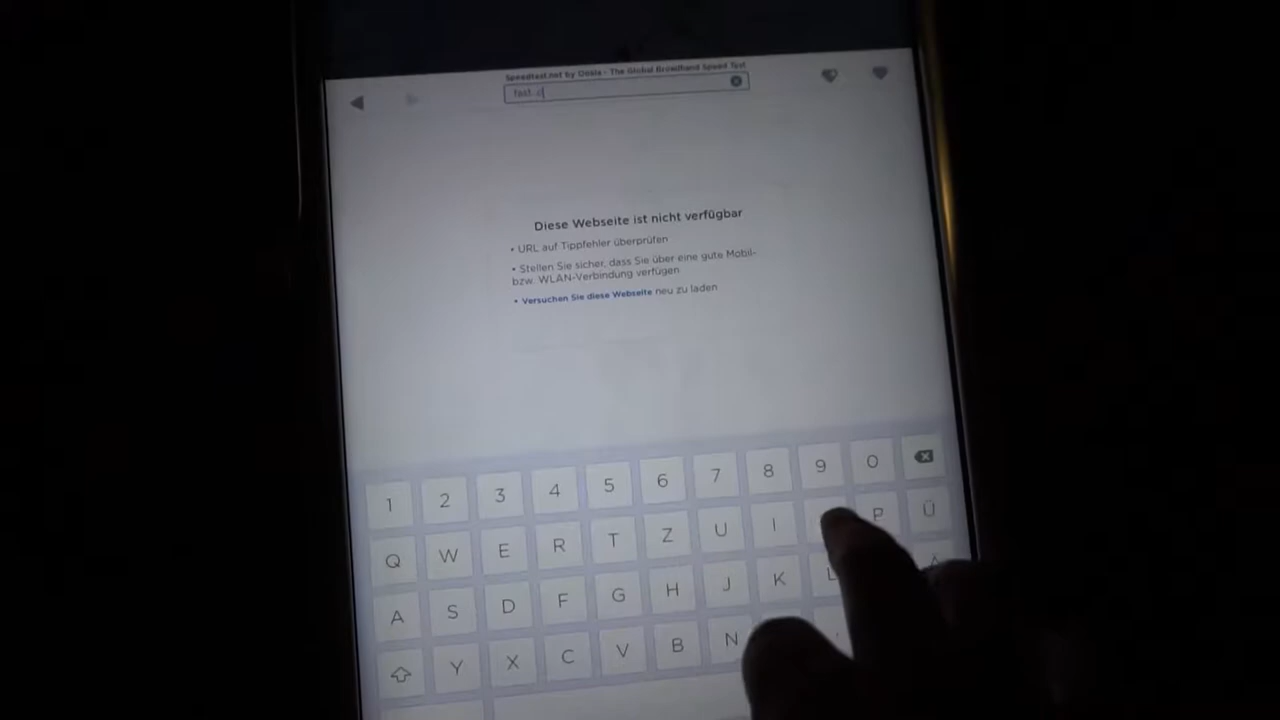 Speedtest.net by Ookla - The Global Broadband Speed Test
fast.c
Diese Webseite ist nicht verfügbar
• URL auf Tippfehler überprüfen
• Stellen Sie sicher, dass Sie über eine gute Mobil-
bzw. WLAN-Verbindung verfügen
• Versuchen Sie diese Webseite neu zu laden
1 2 3 4 5 6 7 8 9 0
Q W E R T Z U I P Ü
A S D F G H J K L Ä
Y X C V B N